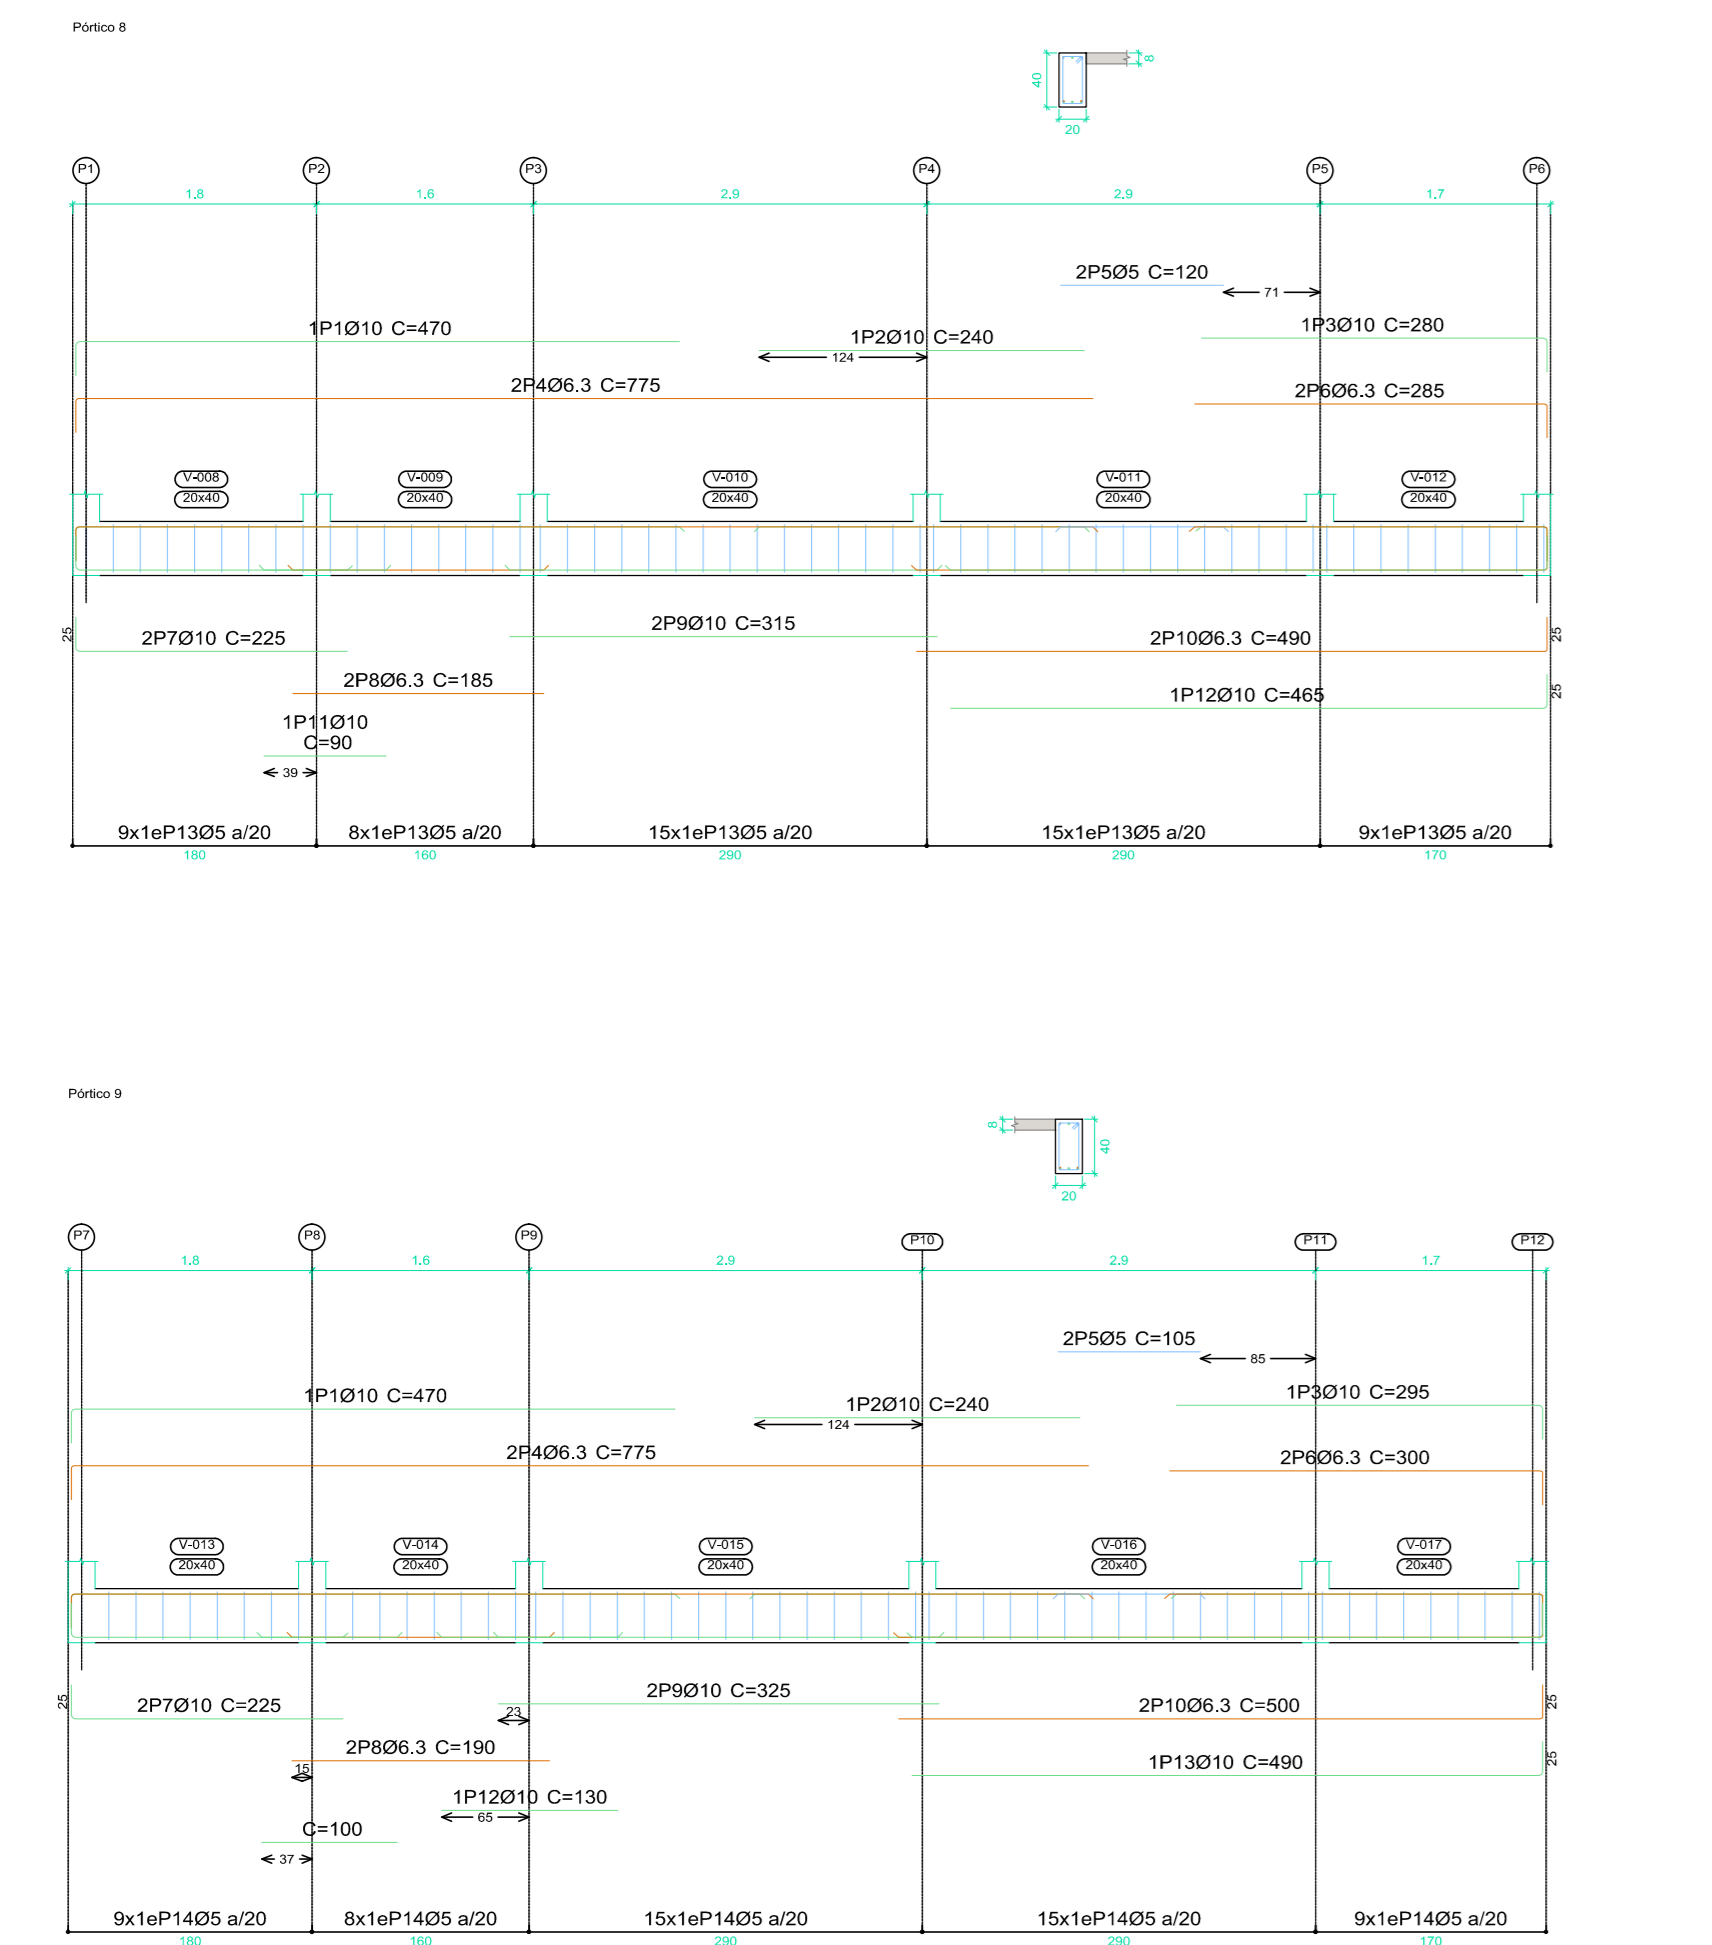 Pórtico 8
8
40
20
P1 P2 P3 P4 P5 P6
1.8 1.6 2.9 2.9 1.7
2P5Ø5 C=120
71
1P1Ø10 C=470 1P2Ø10 C=240 1P3Ø10 C=280
124
2P4Ø6.3 C=775 2P6Ø6.3 C=285
V-008 V-009 V-010 V-011 V-012
20x40 20x40 20x40 20x40 20x40
25 2P7Ø10 C=225 2P9Ø10 C=315 2P10Ø6.3 C=490 25
2P8Ø6.3 C=185 1P12Ø10 C=465 25
1P11Ø10
C=90
39
9x1eP13Ø5 a/20 8x1eP13Ø5 a/20 15x1eP13Ø5 a/20 15x1eP13Ø5 a/20 9x1eP13Ø5 a/20
180 160 290 290 170
Pórtico 9
8
40
20
P7 P8 P9 P10 P11 P12
1.8 1.6 2.9 2.9 1.7
2P5Ø5 C=105
85
1P1Ø10 C=470 1P2Ø10 C=240 1P3Ø10 C=295
124
2P4Ø6.3 C=775 2P6Ø6.3 C=300
V-013 V-014 V-015 V-016 V-017
20x40 20x40 20x40 20x40 20x40
25 2P7Ø10 C=225 2P9Ø10 C=325 2P10Ø6.3 C=500 25
23
2P8Ø6.3 C=190 1P13Ø10 C=490 25
15
1P12Ø10 C=130
65
C=100
37
9x1eP14Ø5 a/20 8x1eP14Ø5 a/20 15x1eP14Ø5 a/20 15x1eP14Ø5 a/20 9x1eP14Ø5 a/20
180 160 290 290 170